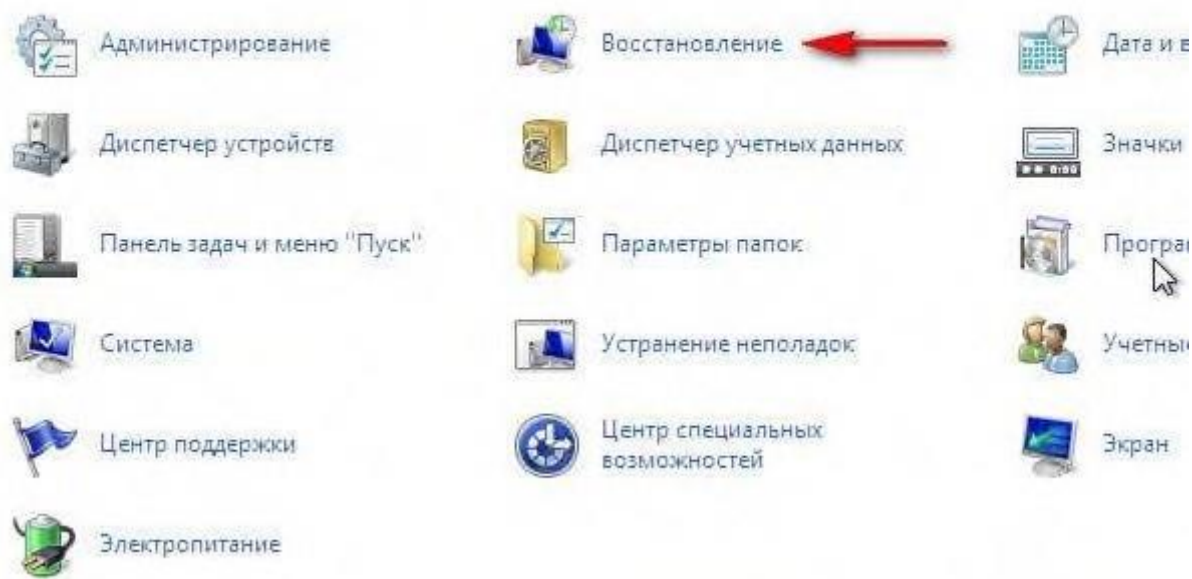 Администрирование
Восстановление
Дата и
Диспетчер устройств
Диспетчер учетных данных
Значки
Панель задач и меню "Пуск"
Параметры папок
Система
Устранение неполадок
Центр поддержки
Центр специальных
возможностей
Экран
Электропитание